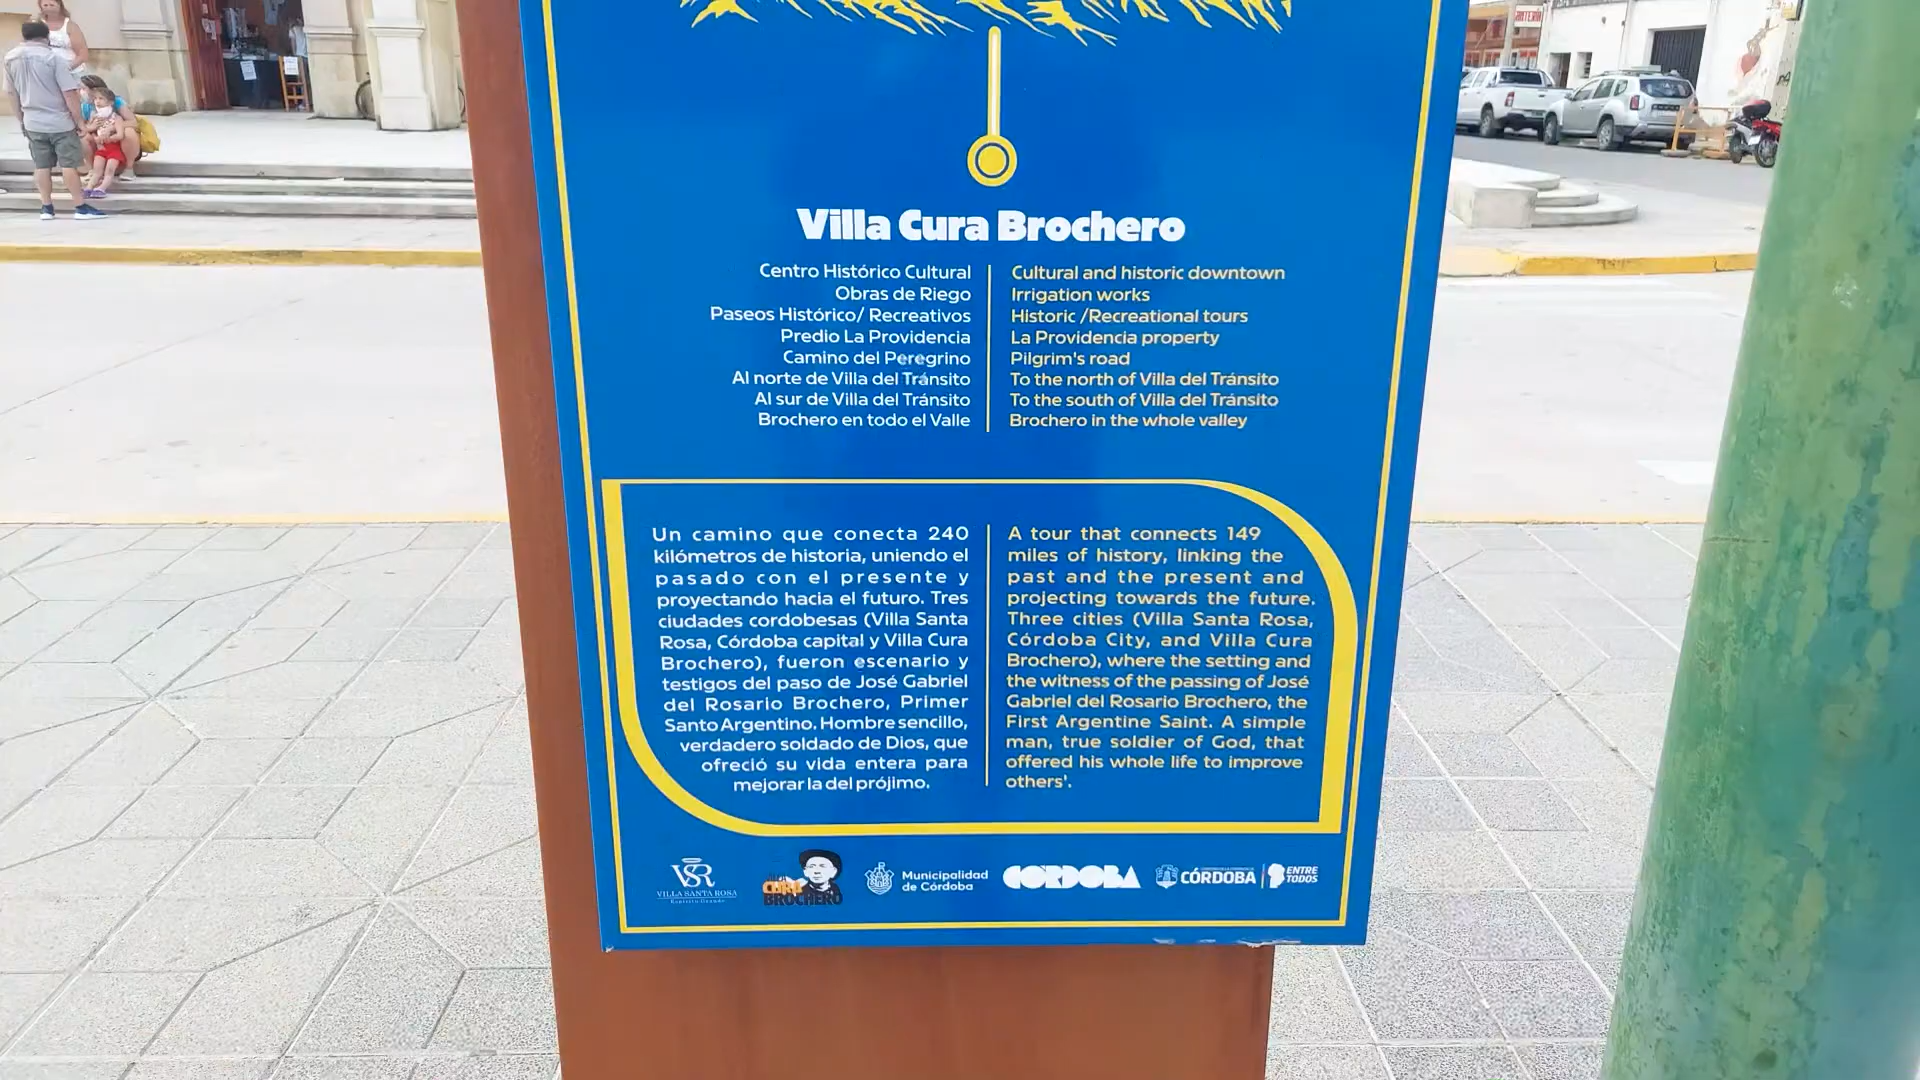 Villa Cura Brochero
Centro Histórico Cultural
Obras de Riego
Paseos Histórico/ Recreativos
Predio La Providencia
Camino del Peregrino
Al norte de Villa del Tránsito
Al sur de Villa del Tránsito
Brochero en todo el Valle
Cultural and historic downtown
Irrigation works
Historic /Recreational tours
La Providencia property
Pilgrim's road
To the north of Villa del Tránsito
To the south of Villa del Tránsito
Brochero in the whole valley
Un camino que conecta 240
kilómetros de historia, uniendo el
pasado con el presente y
proyectando hacia el futuro. Tres
ciudades cordobesas (Villa Santa
Rosa, Córdoba capital y Villa Cura
Brochero), fueron escenario y
testigos del paso de José Gabriel
del Rosario Brochero, Primer
Santo Argentino. Hombre sencillo,
verdadero soldado de Dios, que
ofreció su vida entera para
mejorar la del prójimo.
A tour that connects 149
miles of history, linking the
past and the present and
projecting towards the future.
Three cities (Villa Santa Rosa,
Córdoba City, and Villa Cura
Brochero), where the setting and
the witness of the passing of José
Gabriel del Rosario Brochero, the
First Argentine Saint. A simple
man, true soldier of God, that
offered his whole life to improve
others'.
VSR
VILLA SANTA ROSA
CURA
BROCHERO
Municipalidad
de Córdoba
CÓRDOBA
CÓRDOBA
ENTRE
TODOS